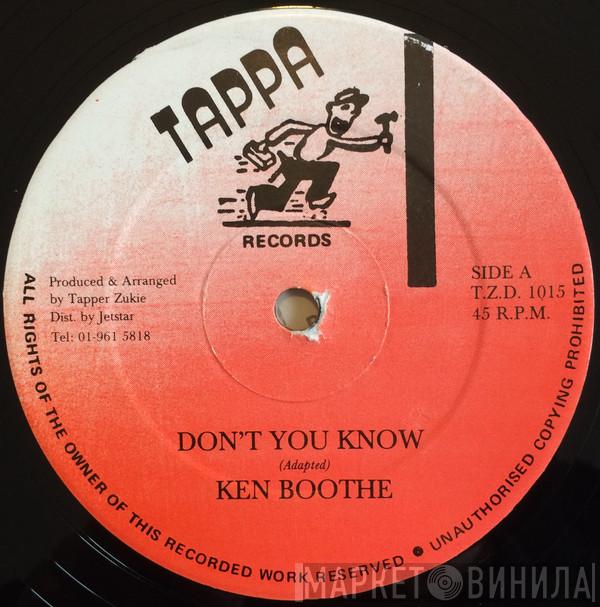 TAPPA
RECORDS
Produced & Arranged
by Tapper Zukie
Dist. by Jetstar
Tel: 01-961 5818
SIDE A
T.Z.D. 1015
45 R.P.M.
DON'T YOU KNOW
(Adapted)
KEN BOOTHE
ALL RIGHTS OF THE OWNER OF THIS RECORDED WORK RESERVED ● UNAUTHORISED COPYING PROHIBITED
МАРКЕТ ВИНИЛА